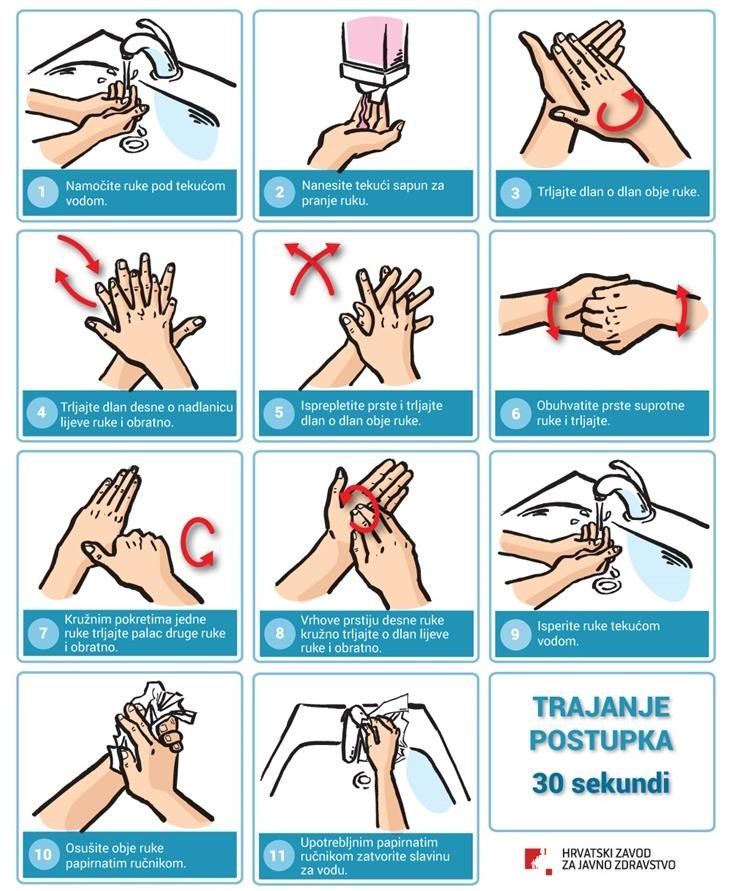 1 Namočite ruke pod tekućom
vodom.
2 Nanesite tekući sapun za
pranje ruku.
3 Trljajte dlan o dlan obje ruke.
4 Trljajte dlan desne o nadlanicu
lijeve ruke i obratno.
5 Isprepletite prste i trljajte
dlan o dlan obje ruke.
6 Obuhvatite prste suprotne
ruke i trljajte.
7 Kružnim pokretima jedne
ruke trljajte palac druge ruke
i obratno.
8 Vrhove prstiju desne ruke
kružno trljajte o dlan lijeve
ruke i obratno.
9 Isperite ruke tekućom
vodom.
10 Osušite obje ruke
papirnatim ručnikom.
11 Upotrebljnim papirnatim
ručnikom zatvorite slavinu
za vodu.
TRAJANJE
POSTUPKA
30 sekundi
HRVATSKI ZAVOD
ZA JAVNO ZDRAVSTVO